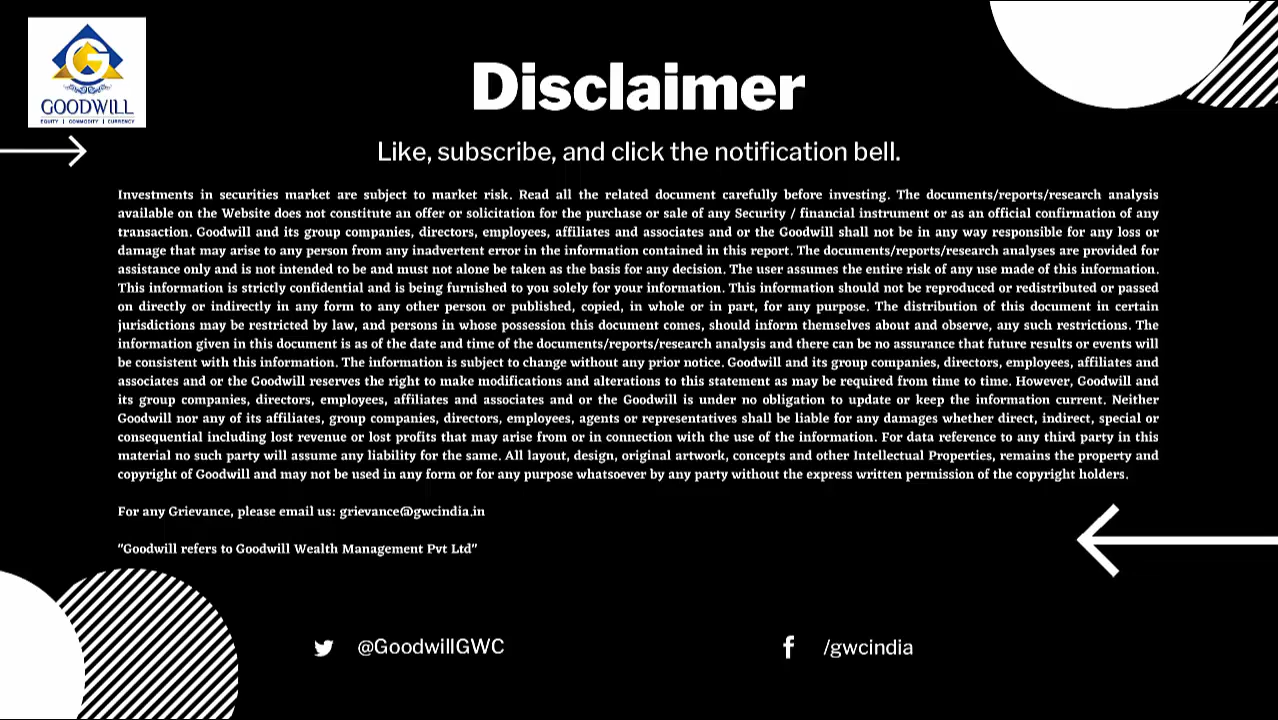 GOODWILL
EQUITY | COMMODITY | CURRENCY
Disclaimer
Like, subscribe, and click the notification bell.
Investments in securities market are subject to market risk. Read all the related document carefully before investing. The documents/reports/research analysis
available on the Website does not constitute an offer or solicitation for the purchase or sale of any Security / financial instrument or as an official confirmation of any
transaction. Goodwill and its group companies, directors, employees, affiliates and associates and or the Goodwill shall not be in any way responsible for any loss or
damage that may arise to any person from any inadvertent error in the information contained in this report. The documents/reports/research analyses are provided for
assistance only and is not intended to be and must not alone be taken as the basis for any decision. The user assumes the entire risk of any use made of this information.
This information is strictly confidential and is being furnished to you solely for your information. This information should not be reproduced or redistributed or passed
on directly or indirectly in any form to any other person or published, copied, in whole or in part, for any purpose. The distribution of this document in certain
jurisdictions may be restricted by law, and persons in whose possession this document comes, should inform themselves about and observe, any such restrictions. The
information given in this document is as of the date and time of the documents/reports/research analysis and there can be no assurance that future results or events will
be consistent with this information. The information is subject to change without any prior notice. Goodwill and its group companies, directors, employees, affiliates and
associates and or the Goodwill reserves the right to make modifications and alterations to this statement as may be required from time to time. However, Goodwill and
its group companies, directors, employees, affiliates and associates and or the Goodwill is under no obligation to update or keep the information current. Neither
Goodwill nor any of its affiliates, group companies, directors, employees, agents or representatives shall be liable for any damages whether direct, indirect, special or
consequential including lost revenue or lost profits that may arise from or in connection with the use of the information. For data reference to any third party in this
material no such party will assume any liability for the same. All layout, design, original artwork, concepts and other Intellectual Properties, remains the property and
copyright of Goodwill and may not be used in any form or for any purpose whatsoever by any party without the express written permission of the copyright holders.
For any Grievance, please email us: grievance@gwcindia.in
"Goodwill refers to Goodwill Wealth Management Pvt Ltd"
@GoodwillGWC
/gwcindia